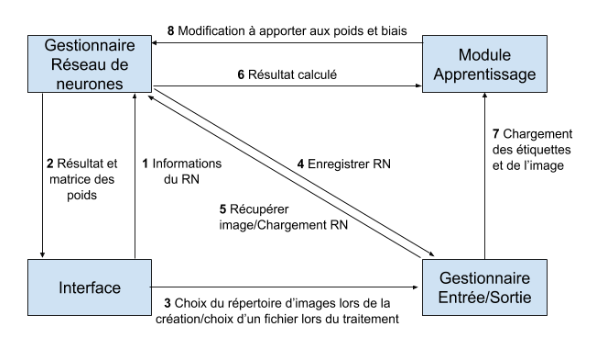 8 Modification à apporter aux poids et biais
Gestionnaire
Réseau de
neurones
Module
Apprentissage
6 Résultat calculé
7 Chargement
des étiquettes
et de l'image
2 Résultat et
matrice des
poids
1 Informations
du RN
4 Enregistrer RN
5 Récupérer
image/Chargement RN
Interface
Gestionnaire
Entrée/Sortie
3 Choix du répertoire d'images lors de la
création/choix d'un fichier lors du traitement